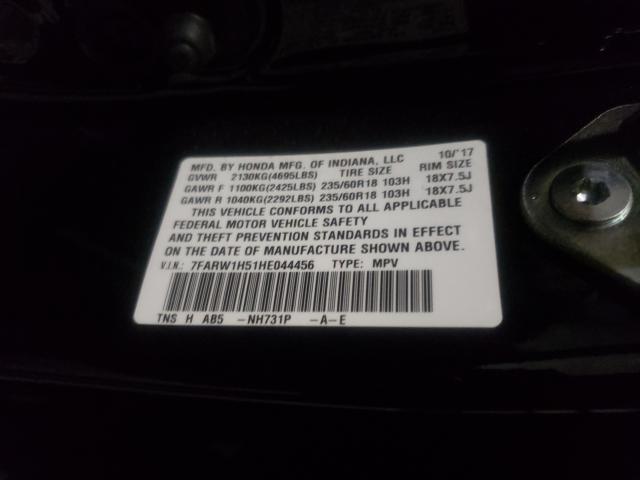 MFD. BY HONDA MFG. OF INDIANA, LLC 10/'17
GVWR 2130KG(4695LBS) TIRE SIZE RIM SIZE
GAWR F 1100KG(2425LBS) 235/60R18 103H 18X7.5J
GAWR R 1040KG(2292LBS) 235/60R18 103H 18X7.5J
THIS VEHICLE CONFORMS TO ALL APPLICABLE
FEDERAL MOTOR VEHICLE SAFETY
AND THEFT PREVENTION STANDARDS IN EFFECT
ON THE DATE OF MANUFACTURE SHOWN ABOVE.
V.I.N.: 7FARW1H51HE044456 TYPE: MPV
TNS H AB5 -NH731P -A-E